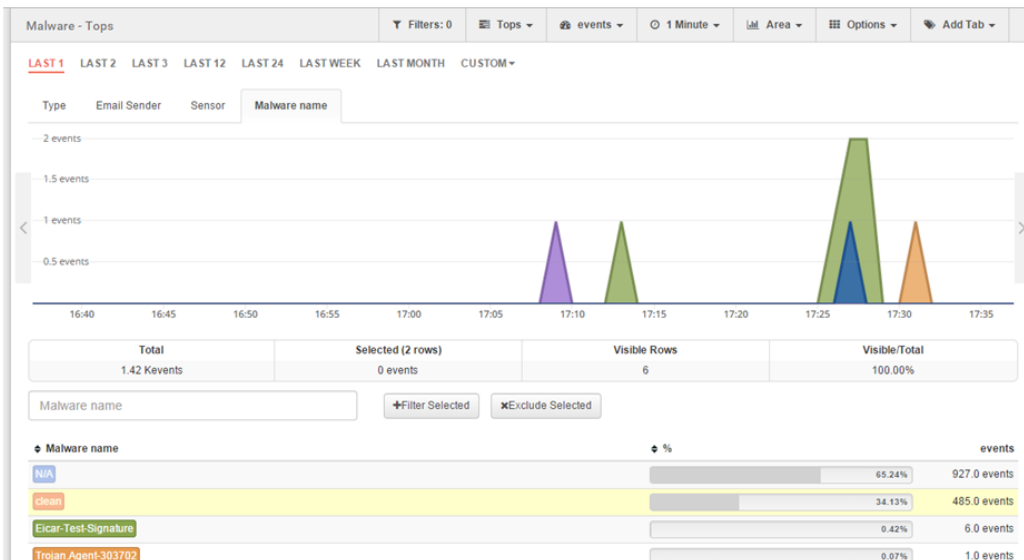 Malware - Tops Filters: 0 Tops events 1 Minute Area Options Add Tab
LAST 1 LAST 2 LAST 3 LAST 12 LAST 24 LAST WEEK LAST MONTH CUSTOM
Type Email Sender Sensor Malware name
2 events
1.5 events
1 events
0.5 events
16:40 16:45 16:50 16:55 17:00 17:05 17:10 17:15 17:20 17:25 17:30 17:35
Total Selected (2 rows) Visible Rows Visible/Total
1.42 Kevents 0 events 6 100.00%
Malware name +Filter Selected ×Exclude Selected
Malware name % events
N/A 65.24% 927.0 events
clean 34.13% 485.0 events
Eicar-Test-Signature 0.42% 6.0 events
Trojan.Agent-303702 0.07% 1.0 events